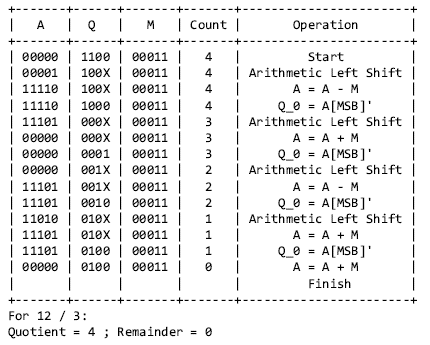 +-------+-------+-------+-------+----------------------+
| A | Q | M | Count | Operation |
+-------+-------+-------+-------+----------------------+
| 00000 | 1100 | 00011 | 4 | Start |
| 00001 | 100X | 00011 | 4 | Arithmetic Left Shift |
| 11110 | 100X | 00011 | 4 | A = A - M |
| 11110 | 1000 | 00011 | 4 | Q_0 = A[MSB]' |
| 11101 | 000X | 00011 | 3 | Arithmetic Left Shift |
| 00000 | 000X | 00011 | 3 | A = A + M |
| 00000 | 0001 | 00011 | 3 | Q_0 = A[MSB]' |
| 00000 | 001X | 00011 | 2 | Arithmetic Left Shift |
| 11101 | 001X | 00011 | 2 | A = A - M |
| 11101 | 0010 | 00011 | 2 | Q_0 = A[MSB]' |
| 11010 | 010X | 00011 | 1 | Arithmetic Left Shift |
| 11101 | 010X | 00011 | 1 | A = A + M |
| 11101 | 0100 | 00011 | 1 | Q_0 = A[MSB]' |
| 00000 | 0100 | 00011 | 0 | A = A + M |
| | | | | Finish |
+-------+-------+-------+-------+----------------------+
For 12 / 3:
Quotient = 4 ; Remainder = 0